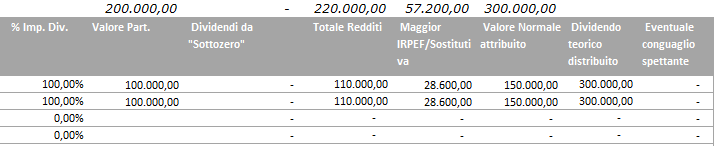 200.000,00 - 220.000,00 57.200,00 300.000,00
% Imp. Div. Valore Part. Dividendi da "Sottozero" Totale Redditi Maggior IRPEF/Sostitutiva Valore Normale attribuito Dividendo teorico distribuito Eventuale conguaglio spettante
100,00% 100.000,00 - 110.000,00 28.600,00 150.000,00 300.000,00 -
100,00% 100.000,00 - 110.000,00 28.600,00 150.000,00 300.000,00 -
0,00% - - - - - -
0,00% - - - - - -